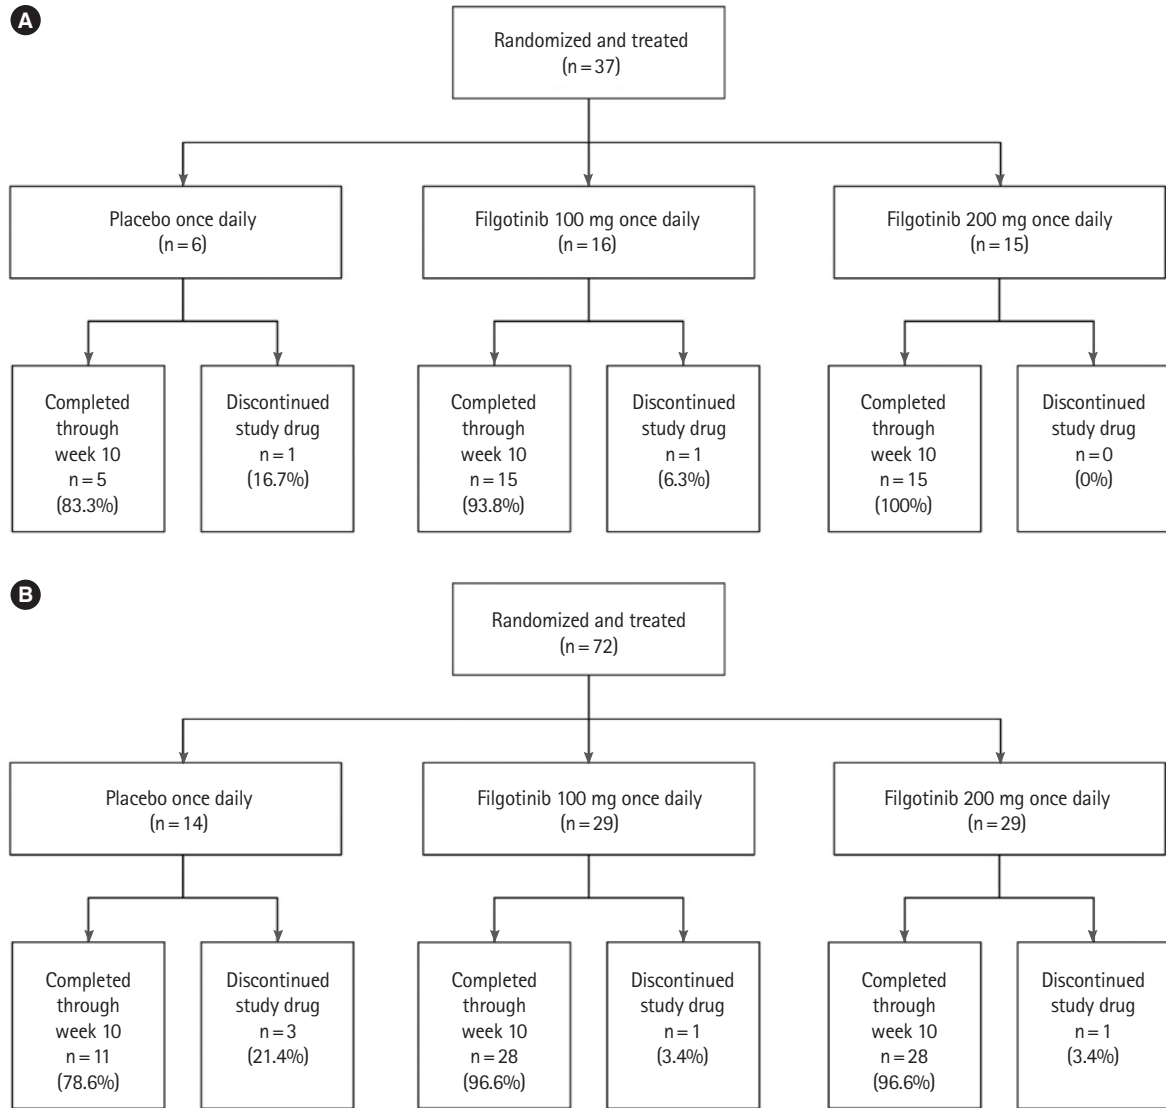 A
Randomized and treated
(n=37)
Placebo once daily
(n=6)
Filgotinib 100 mg once daily
(n=16)
Filgotinib 200 mg once daily
(n=15)
Completed
through
week 10
n=5
(83.3%)
Discontinued
study drug
n=1
(16.7%)
Completed
through
week 10
n=15
(93.8%)
Discontinued
study drug
n=1
(6.3%)
Completed
through
week 10
n=15
(100%)
Discontinued
study drug
n=0
(0%)
B
Randomized and treated
(n=72)
Placebo once daily
(n=14)
Filgotinib 100 mg once daily
(n=29)
Filgotinib 200 mg once daily
(n=29)
Completed
through
week 10
n=11
(78.6%)
Discontinued
study drug
n=3
(21.4%)
Completed
through
week 10
n=28
(96.6%)
Discontinued
study drug
n=1
(3.4%)
Completed
through
week 10
n=28
(96.6%)
Discontinued
study drug
n=1
(3.4%)